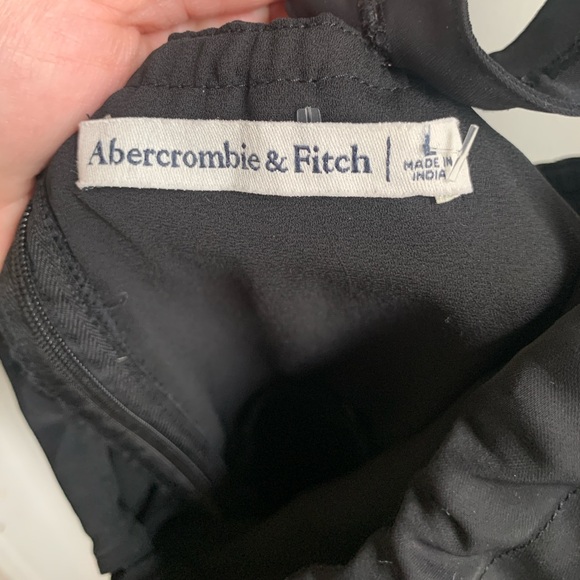 Abercrombie & Fitch | L
MADE IN
INDIA